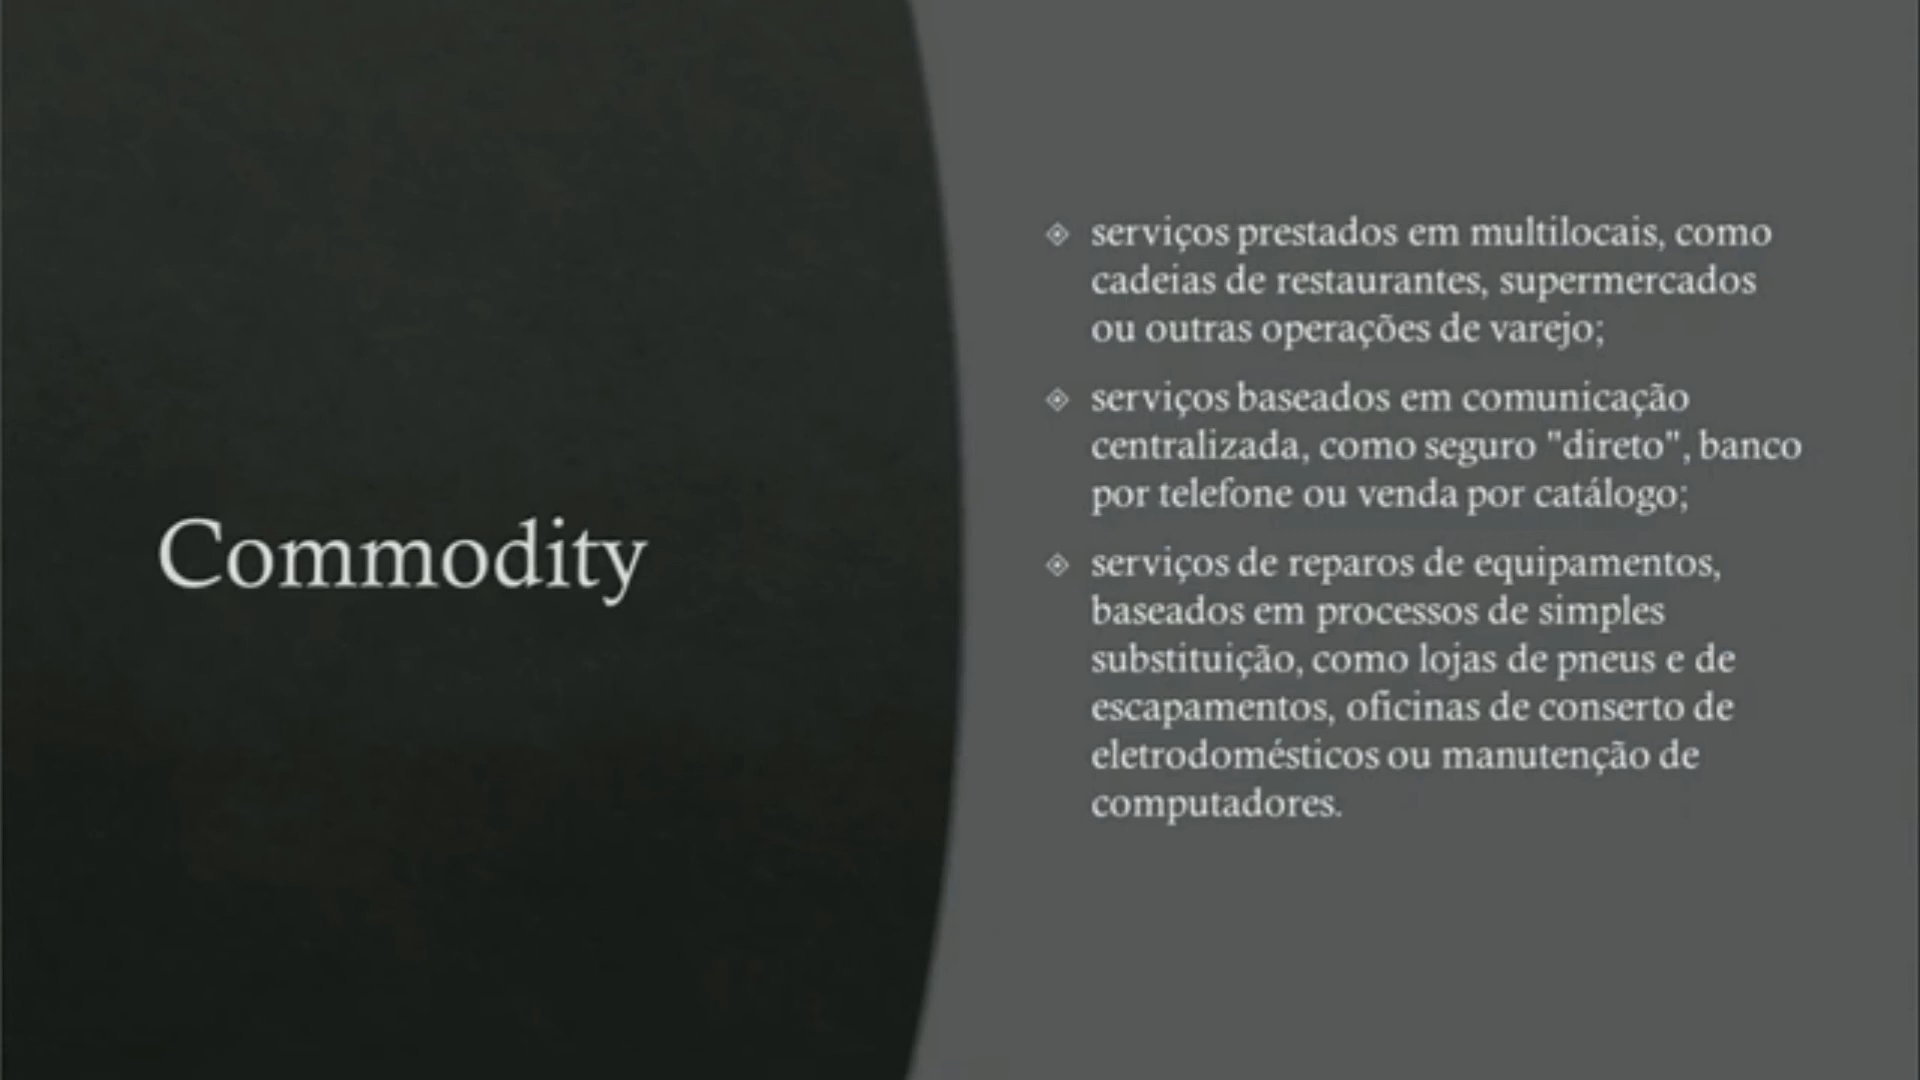 Commodity
serviços prestados em multilocais, como
cadeias de restaurantes, supermercados
ou outras operações de varejo;
serviços baseados em comunicação
centralizada, como seguro "direto", banco
por telefone ou venda por catálogo;
serviços de reparos de equipamentos,
baseados em processos de simples
substituição, como lojas de pneus e de
escapamentos, oficinas de conserto de
eletrodomésticos ou manutenção de
computadores.